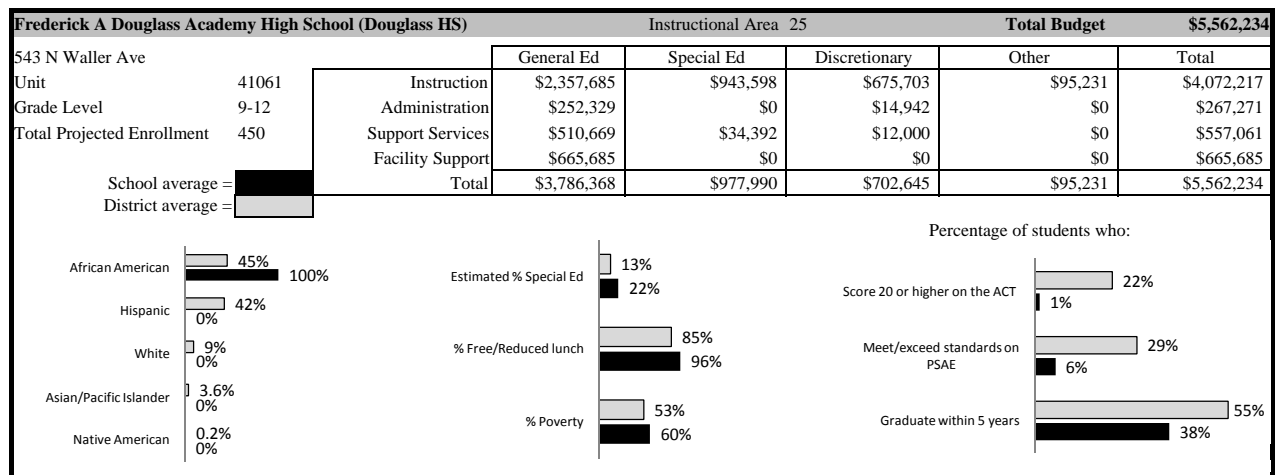 Frederick A Douglass Academy High School (Douglass HS) Instructional Area 25 Total Budget $5,562,234
543 N Waller Ave General Ed Special Ed Discretionary Other Total
Unit 41061 Instruction $2,357,685 $943,598 $675,703 $95,231 $4,072,217
Grade Level 9-12 Administration $252,329 $0 $14,942 $0 $267,271
Total Projected Enrollment 450 Support Services $510,669 $34,392 $12,000 $0 $557,061
Facility Support $665,685 $0 $0 $0 $665,685
School average = Total $3,786,368 $977,990 $702,645 $95,231 $5,562,234
District average =
African American 45%
100%
Hispanic 42%
0%
White 9%
0%
Asian/Pacific Islander 3.6%
0%
Native American 0.2%
0%
Estimated % Special Ed 13%
22%
% Free/Reduced lunch 85%
96%
% Poverty 53%
60%
Percentage of students who:
Score 20 or higher on the ACT 22%
1%
Meet/exceed standards on
PSAE
29%
6%
Graduate within 5 years 55%
38%